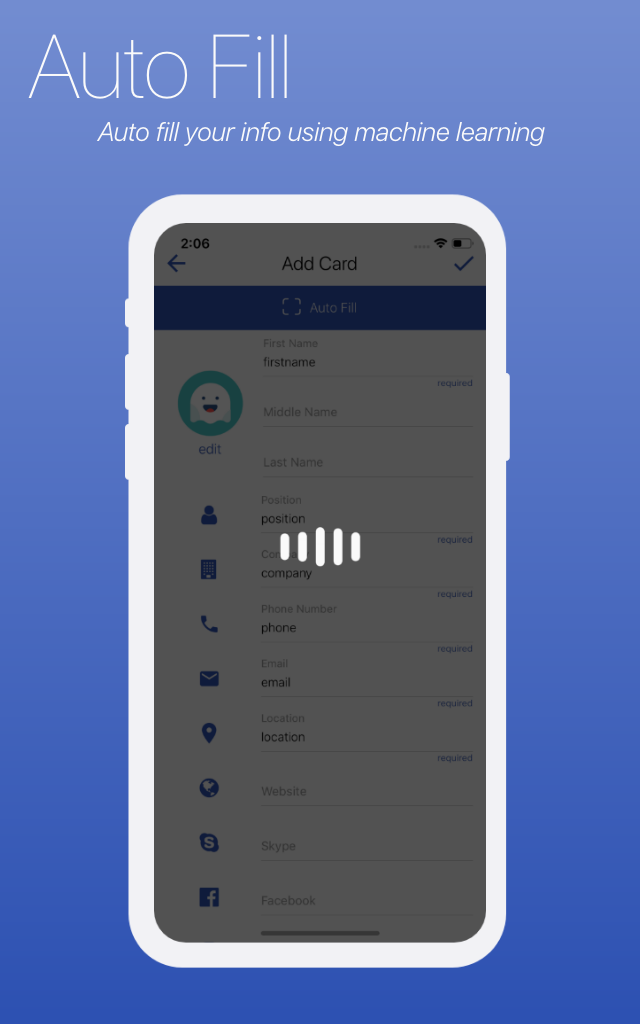 Auto Fill
Auto fill your info using machine learning
2:06
Add Card
Auto Fill
First Name
firstname
required
Middle Name
edit
Last Name
Position
position
required
company
required
Phone Number
phone
required
Email
email
required
Location
location
required
Website
Skype
Facebook